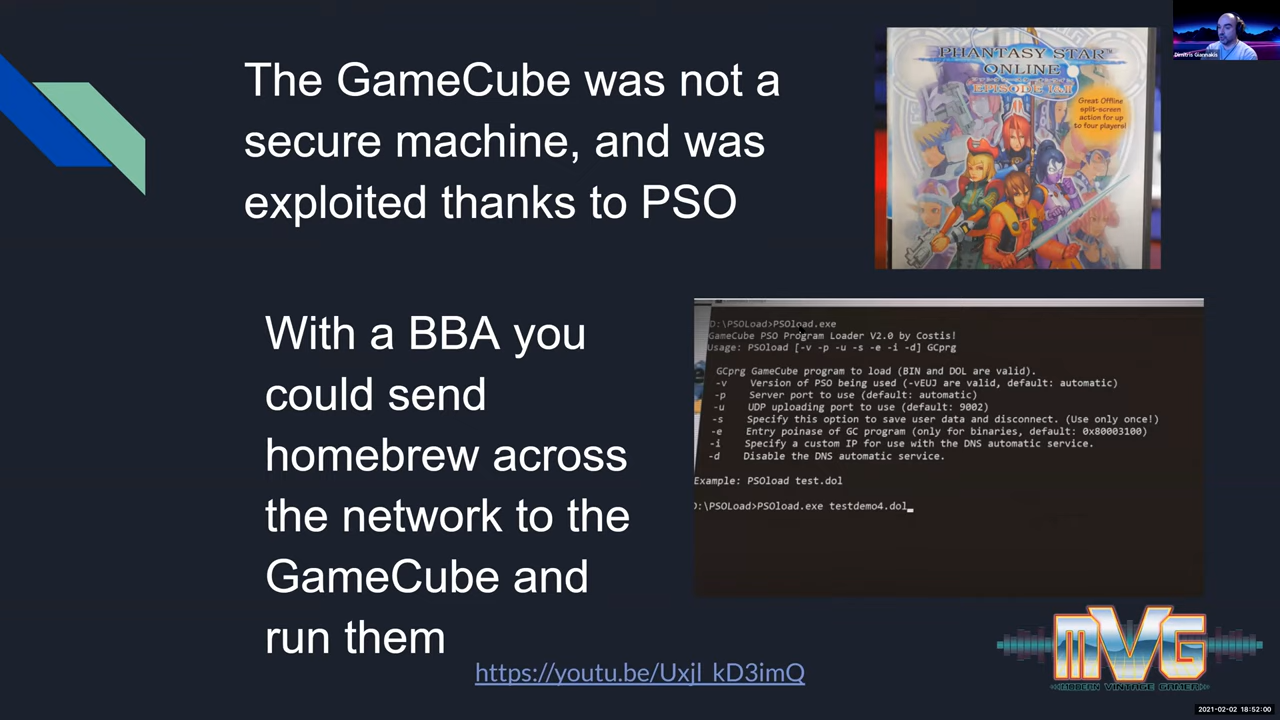 The GameCube was not a
secure machine, and was
exploited thanks to PSO
PHANTASY STAR
ONLINE
EPISODE I&II
Great Offline
split-screen
action for up
to four players!
Dimitris Giannakis
With a BBA you
could send
homebrew across
the network to the
GameCube and
run them
D:\PSOLoad>PSOload.exe
GameCube PSO Program Loader V2.0 by Costis!
Usage: PSOload [-v -p -u -s -e -i -d] GCprg
GCprg GameCube program to load (BIN and DOL are valid).
-v Version of PSO being used (-vEUJ are valid, default: automatic)
-p Server port to use (default: automatic)
-u UDP uploading port to use (default: 9002)
-s Specify this option to save user data and disconnect. (Use only once!)
-e Entry poinase of GC program (only for binaries, default: 0x80003100)
-i Specify a custom IP for use with the DNS automatic service.
-d Disable the DNS automatic service.
Example: PSOload test.dol
D:\PSOLoad>PSOload.exe testdemo4.dol_
https://youtu.be/Uxjl_kD3imQ
MVG
MODERN VINTAGE GAMER
2021-02-02 18:52:00